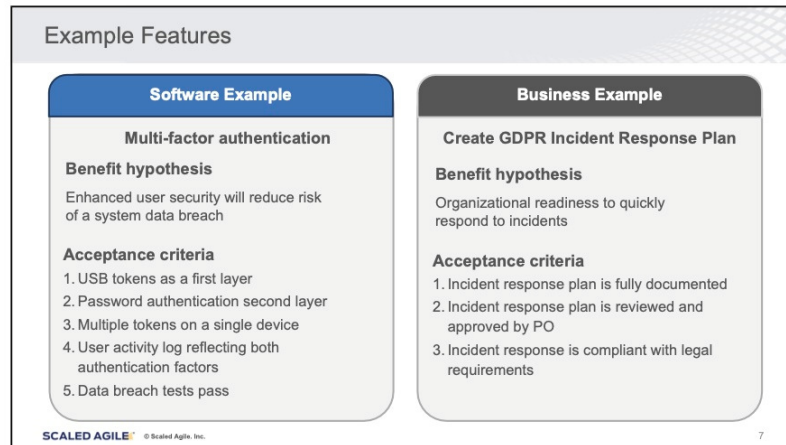 Example Features
Software Example
Multi-factor authentication
Benefit hypothesis
Enhanced user security will reduce risk
of a system data breach
Acceptance criteria
1. USB tokens as a first layer
2. Password authentication second layer
3. Multiple tokens on a single device
4. User activity log reflecting both
authentication factors
5. Data breach tests pass
Business Example
Create GDPR Incident Response Plan
Benefit hypothesis
Organizational readiness to quickly
respond to incidents
Acceptance criteria
1. Incident response plan is fully documented
2. Incident response plan is reviewed and
approved by PO
3. Incident response is compliant with legal
requirements
SCALED AGILE © Scaled Agile. Inc.
7